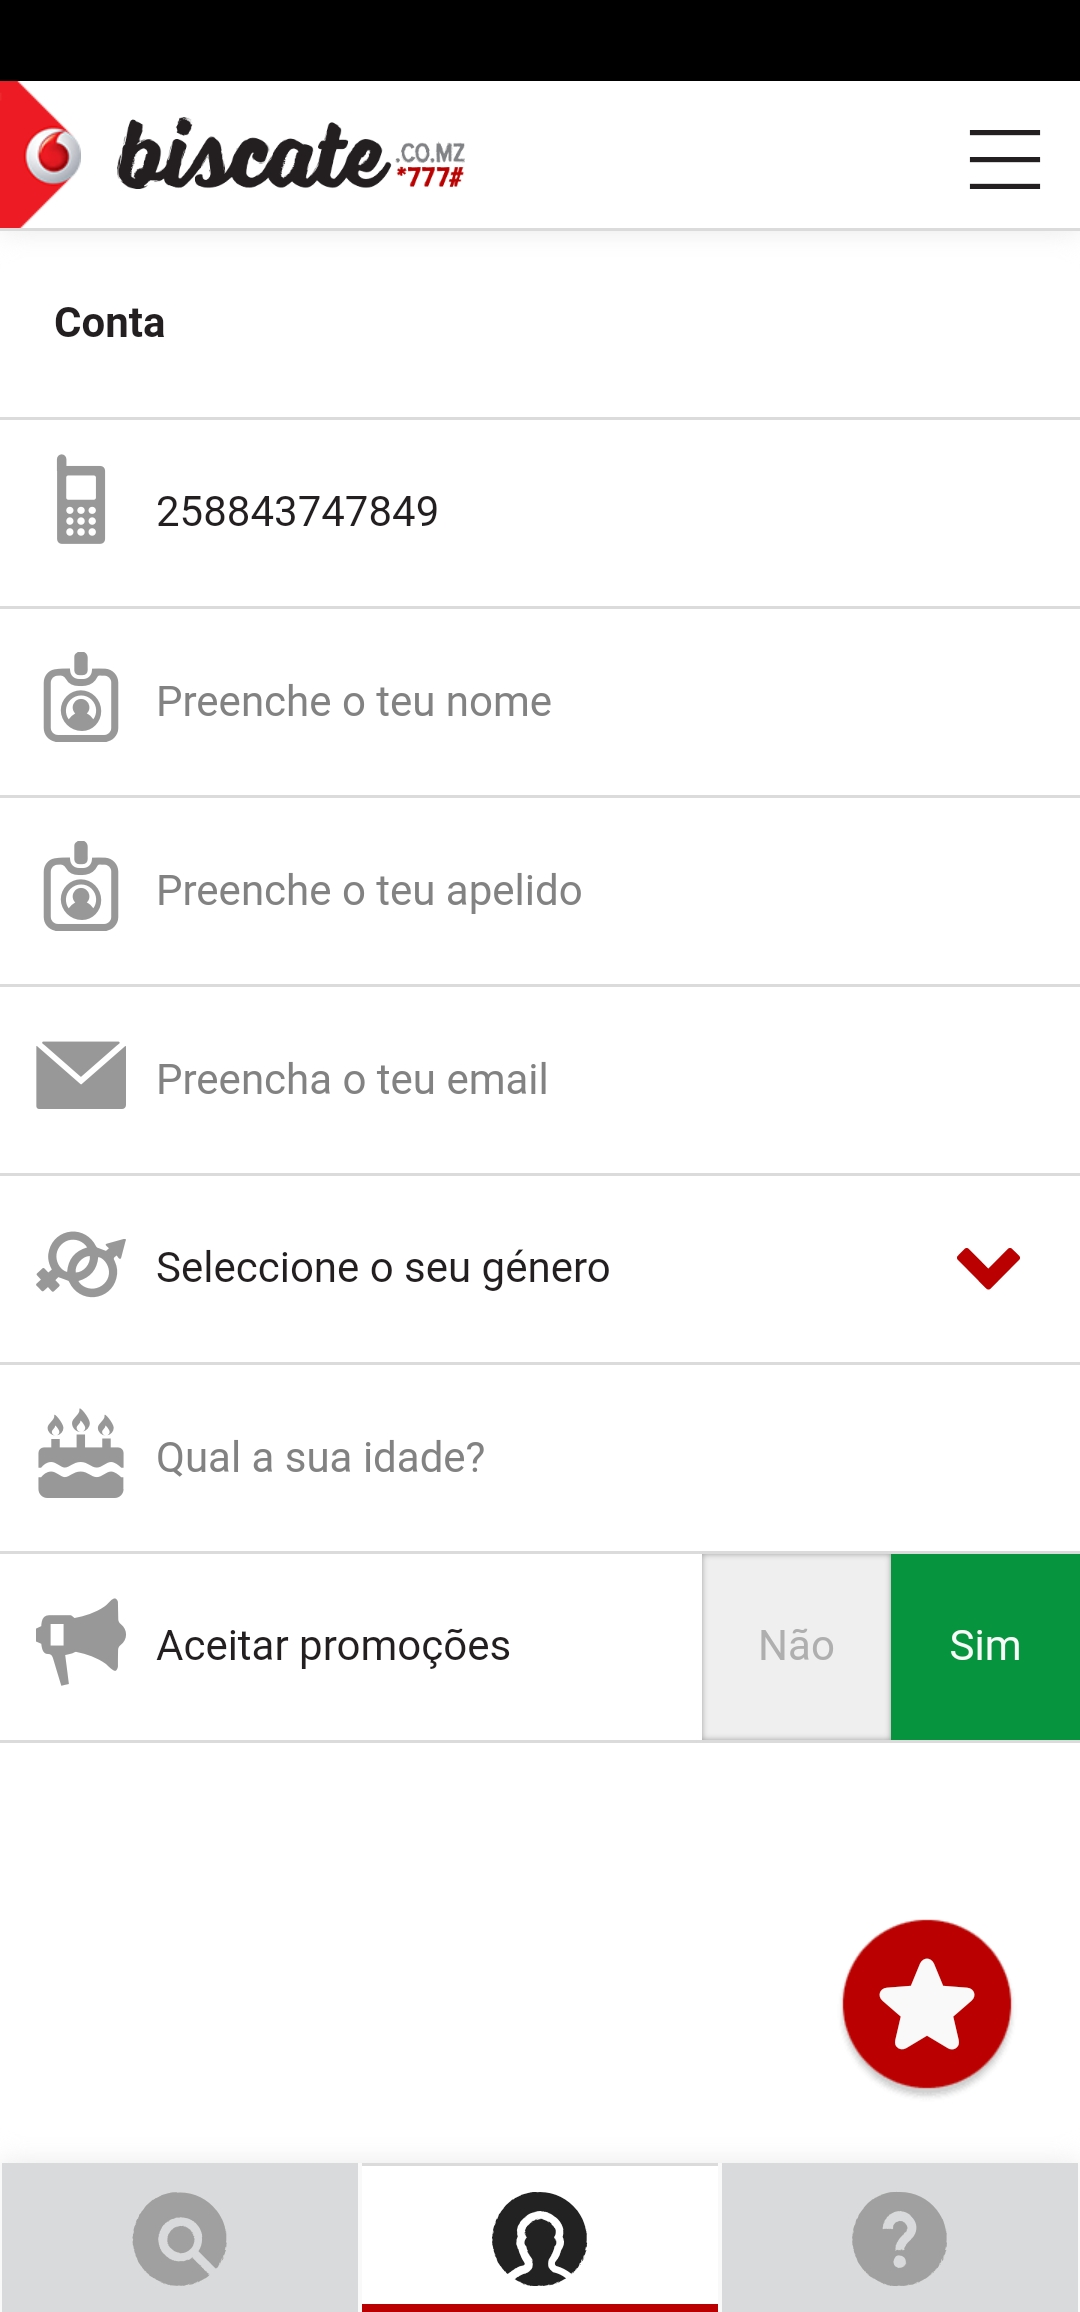 biscate .CO.MZ
*777#
Conta
258843747849
Preenche o teu nome
Preenche o teu apelido
Preencha o teu email
Seleccione o seu género
Qual a sua idade?
Aceitar promoções Não Sim